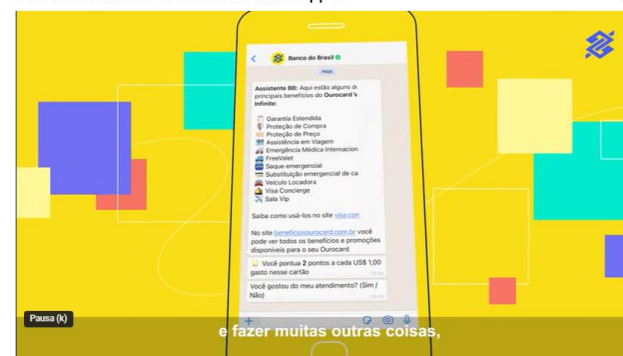 Banco do Brasil
Assistente BB: Aqui estão alguns d
principais benefícios do Ourocard V
Infinite:
Garantia Estendida
Proteção de Compra
Proteção de Preço
Assistência em Viagem
Emergência Médica Internacion
FreeValet
Saque emergencial
Substituição emergencial de ca
Veículo Locadora
Visa Concierge
Sala Vip
Saiba como usá-los no site visa.com
No site beneficiosourocard.com.br você
pode ver todos os benefícios e promoções
disponíveis para o seu Ourocard
Você pontua 2 pontos a cada US$ 1,00
gasto nesse cartão
Você gostou do meu atendimento? (Sim /
Não)
Pausa (k)
e fazer muitas outras coisas,